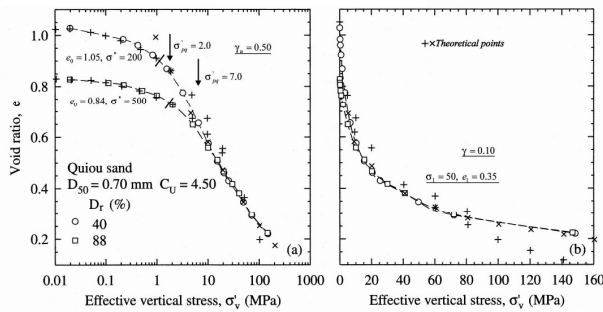 1.0
0.8
0.6
0.4
0.2
Void ratio, e
e₀ = 1.05, σ* = 200
e₀ = 0.84, σ* = 500
σ'pq = 2.0
σ'pq = 7.0
γa = 0.50
Quiou sand
D50 = 0.70 mm CU = 4.50
Dr (%)
40
88
(a)
0.01 0.1 1 10 100 1000
Effective vertical stress, σ'v (MPa)
+× Theoretical points
γ = 0.10
σ₁ = 50, e₁ = 0.35
(b)
0 20 40 60 80 100 120 140 160
Effective vertical stress, σ'v (MPa)